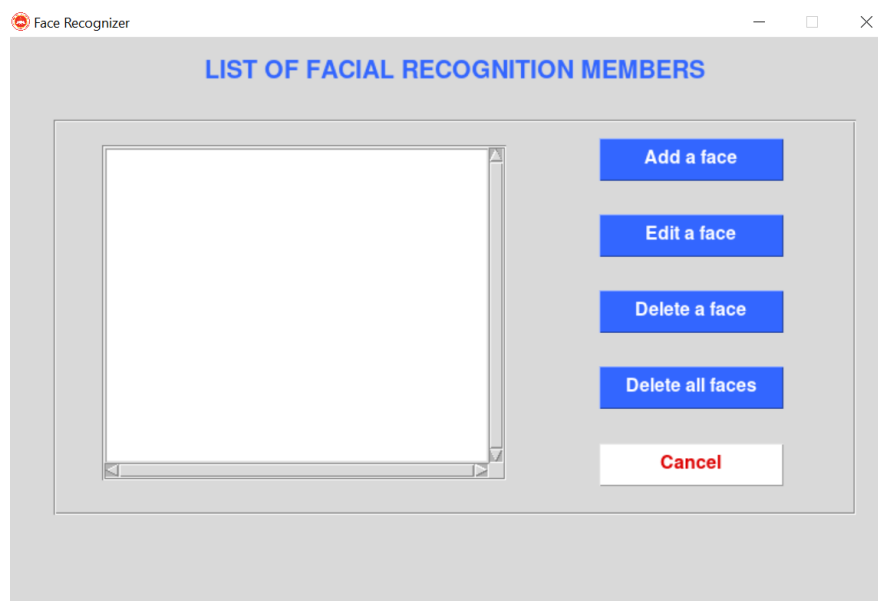 Face Recognizer
LIST OF FACIAL RECOGNITION MEMBERS
Add a face
Edit a face
Delete a face
Delete all faces
Cancel